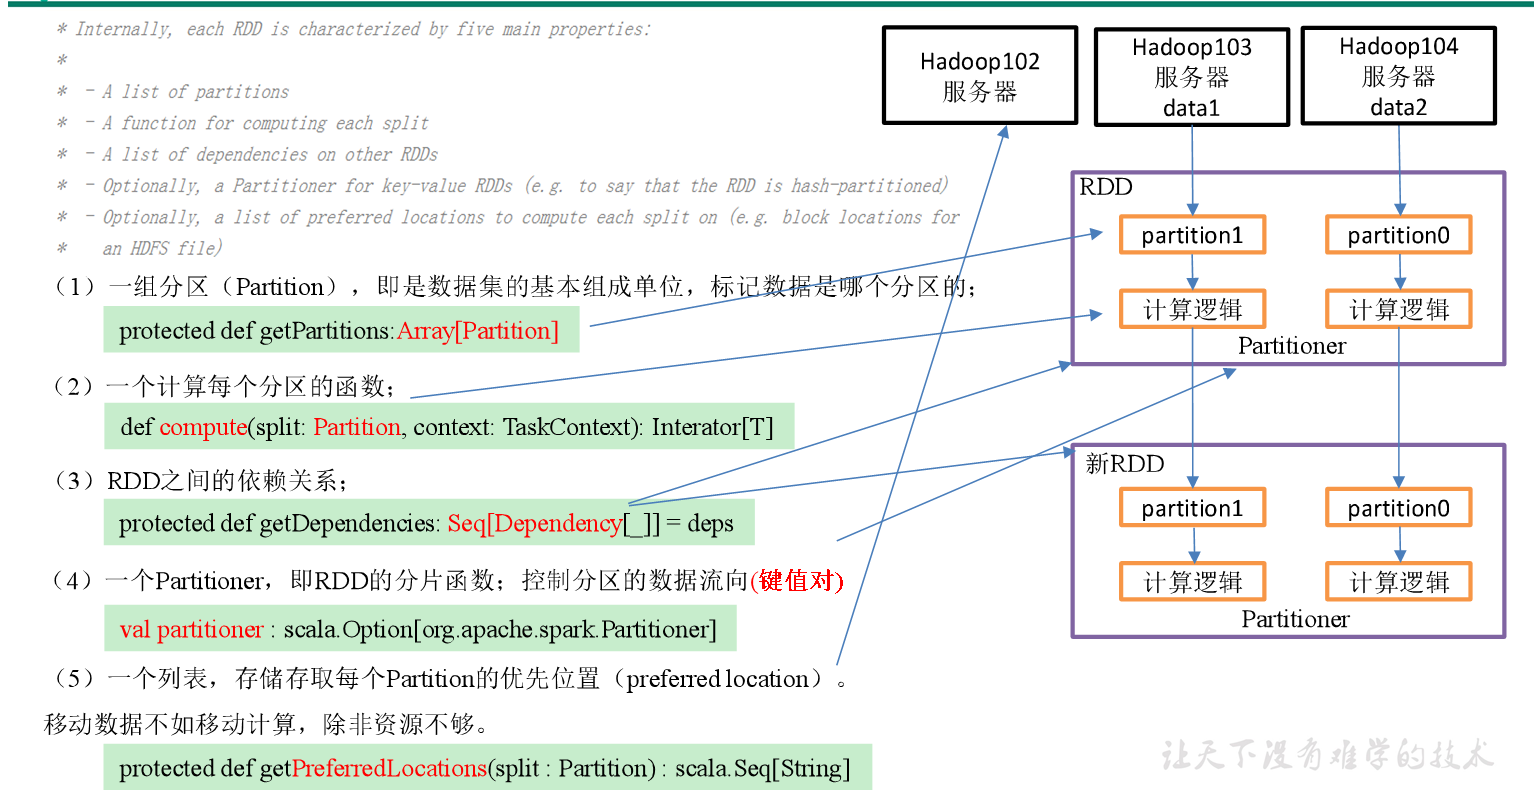 * Internally, each RDD is characterized by five main properties:
*
* - A list of partitions
* - A function for computing each split
* - A list of dependencies on other RDDs
* - Optionally, a Partitioner for key-value RDDs (e.g. to say that the RDD is hash-partitioned)
* - Optionally, a list of preferred locations to compute each split on (e.g. block locations for
* an HDFS file)
（1）一组分区（Partition），即是数据集的基本组成单位，标记数据是哪个分区的；
protected def getPartitions:Array[Partition]
（2）一个计算每个分区的函数；
def compute(split: Partition, context: TaskContext): Interator[T]
（3）RDD之间的依赖关系；
protected def getDependencies: Seq[Dependency[_]] = deps
（4）一个Partitioner，即RDD的分片函数；控制分区的数据流向(键值对)
val partitioner : scala.Option[org.apache.spark.Partitioner]
（5）一个列表，存储存取每个Partition的优先位置（preferred location）。
移动数据不如移动计算，除非资源不够。
protected def getPreferredLocations(split : Partition) : scala.Seq[String]
Hadoop102
服务器
Hadoop103
服务器
data1
Hadoop104
服务器
data2
RDD
partition1
partition0
计算逻辑
计算逻辑
Partitioner
新RDD
partition1
partition0
计算逻辑
计算逻辑
Partitioner
让天下没有难学的技术